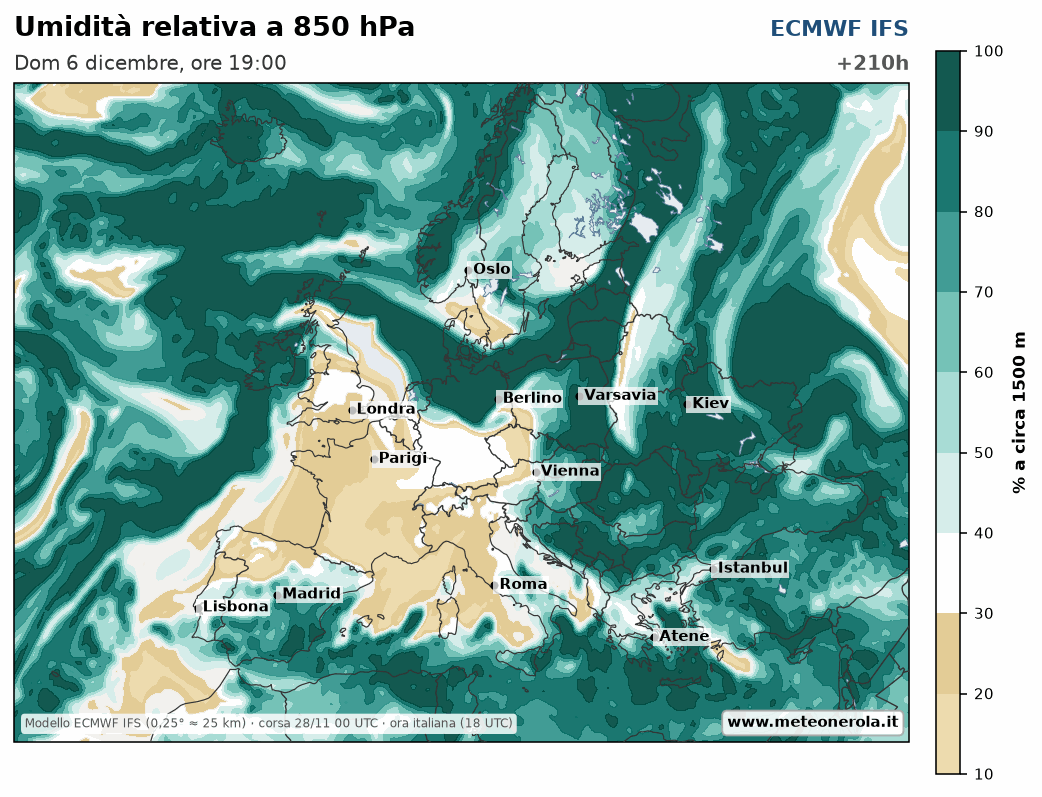 Umidità relativa a 850 hPa
ECMWF IFS
Dom 6 dicembre, ore 19:00
+210h
100
90
80
70
60
50
40
30
20
10
% a circa 1500 m
Oslo
Berlino
Varsavia
Kiev
Londra
Parigi
Vienna
Istanbul
Roma
Madrid
Lisbona
Atene
Modello ECMWF IFS (0,25° ≈ 25 km) · corsa 28/11 00 UTC · ora italiana (18 UTC)
www.meteonerola.it